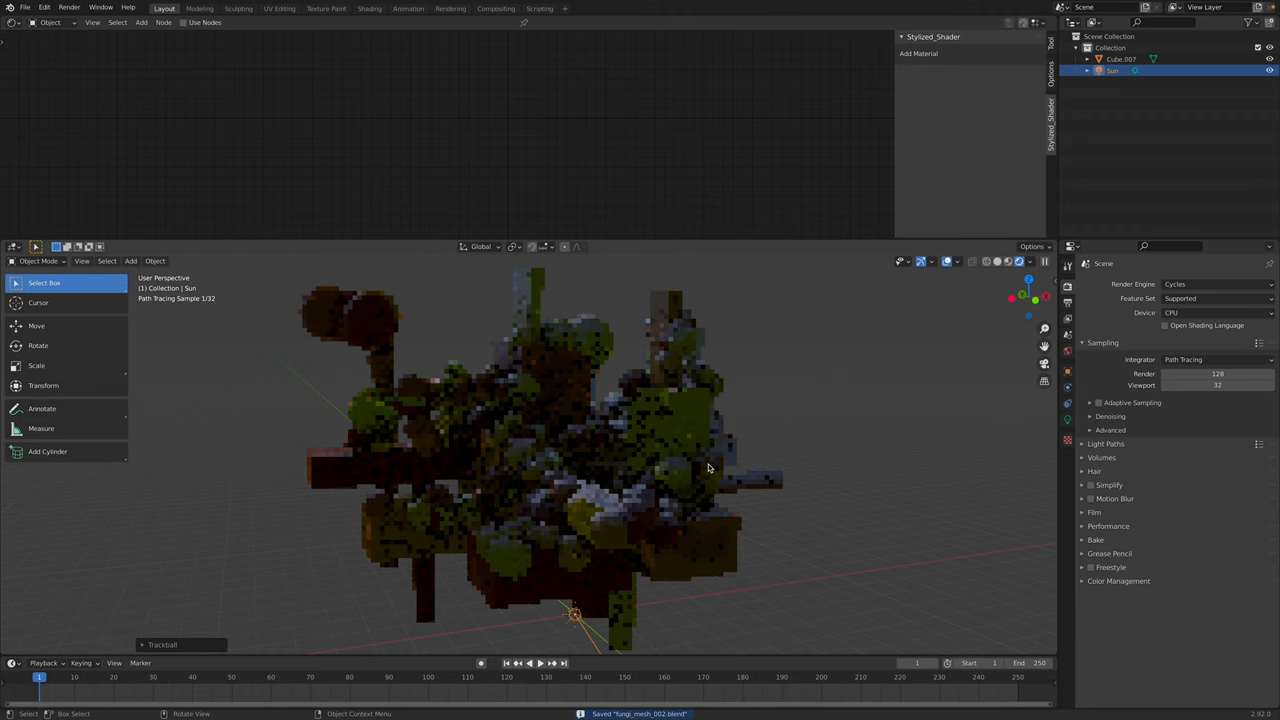 File Edit Render Window Help Layout Modeling Sculpting UV Editing Texture Paint Shading Animation Rendering Compositing Scripting + Scene View Layer
Object View Select Add Node Use Nodes
Stylized_Shader
Add Material
Tool
Options
Stylized_Shader
Scene Collection
Collection
Cube.007
Sun
Global Options
Object Mode View Select Add Object
Select Box
Cursor
Move
Rotate
Scale
Transform
Annotate
Measure
Add Cylinder
User Perspective
(1) Collection | Sun
Path Tracing Sample 1/32
Trackball
Scene
Render Engine Cycles
Feature Set Supported
Device CPU
Open Shading Language
Sampling
Integrator Path Tracing
Render 128
Viewport 32
Adaptive Sampling
Denoising
Advanced
Light Paths
Volumes
Hair
Simplify
Motion Blur
Film
Performance
Bake
Grease Pencil
Freestyle
Color Management
Playback Keying View Marker 1 Start 1 End 250
1 10 20 30 40 50 60 70 80 90 100 110 120 130 140 150 160 170 180 190 200 210 220 230 240 250
Select Box Select Rotate View Object Context Menu Saved "fungi_mesh_002.blend" 2.92.0